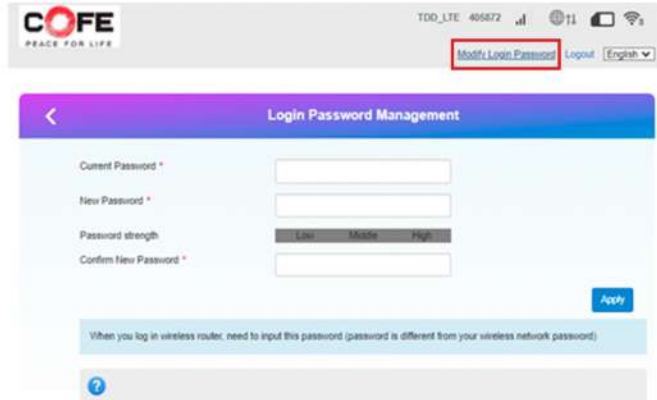 COFE
PEACE FOR LIFE
TDD_LTE 405872
Modify Login Password Logout English
Login Password Management
Current Password *
New Password *
Password strength
Low Middle High
Confirm New Password *
Apply
When you log in wireless router, need to input this password (password is different from your wireless network password)
?